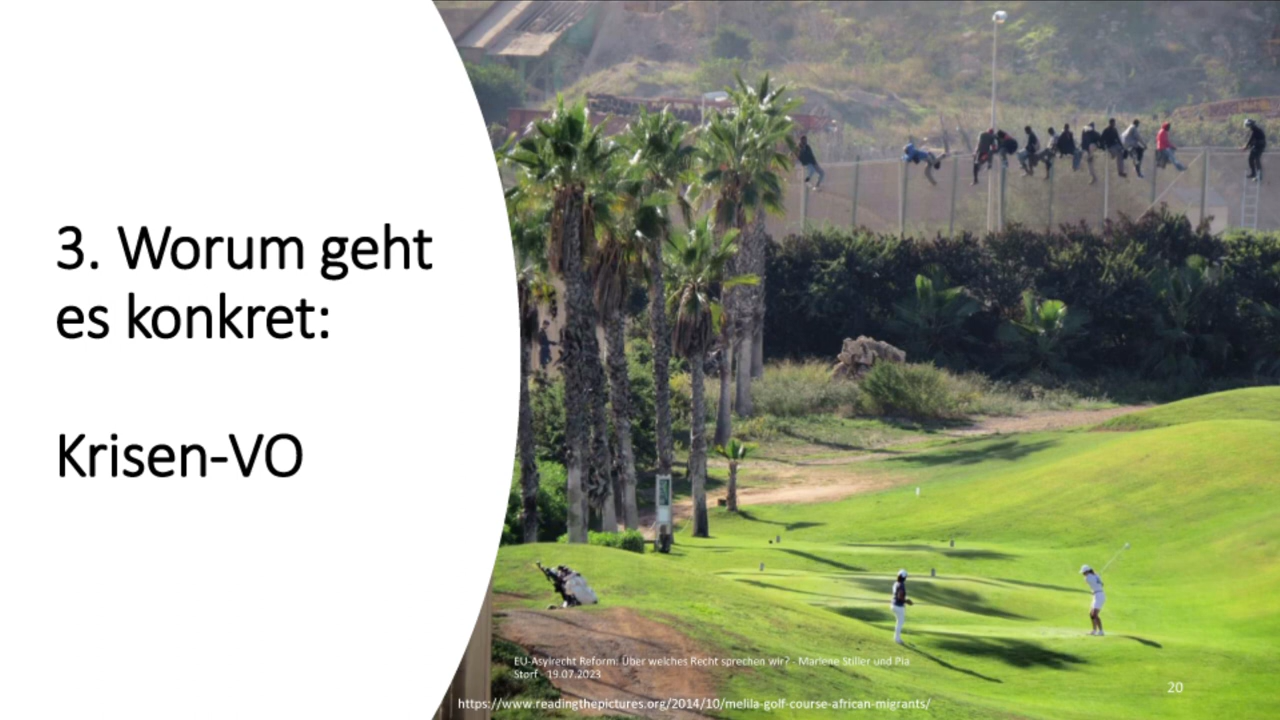 3. Worum geht
es konkret:
Krisen-VO
EU-Asylrecht Reform: Über welches Recht sprechen wir? - Marlene Stiller und Pia
Storf - 19.07.2023
20
https://www.readingthepictures.org/2014/10/melila-golf-course-african-migrants/